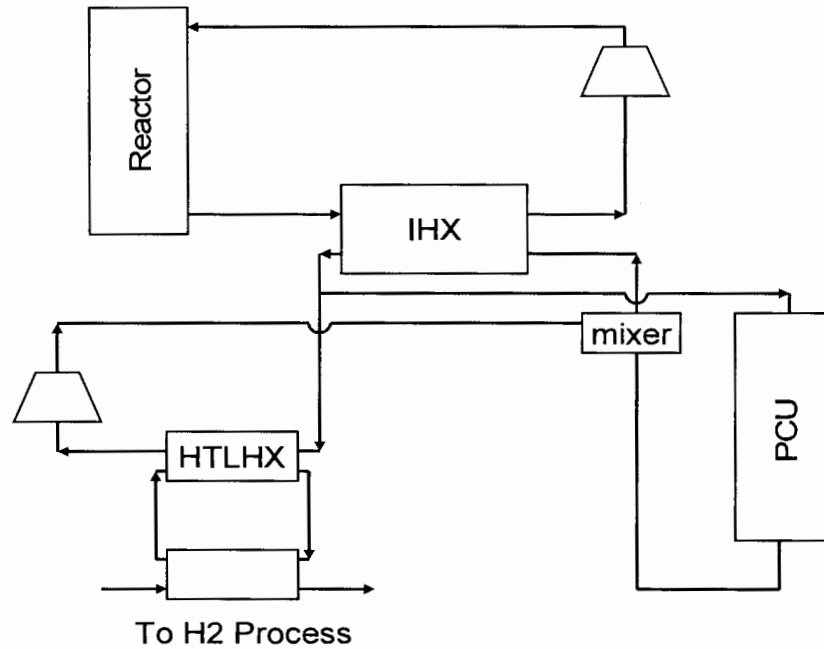 Reactor
IHX
mixer
HTLHX
PCU
To H2 Process